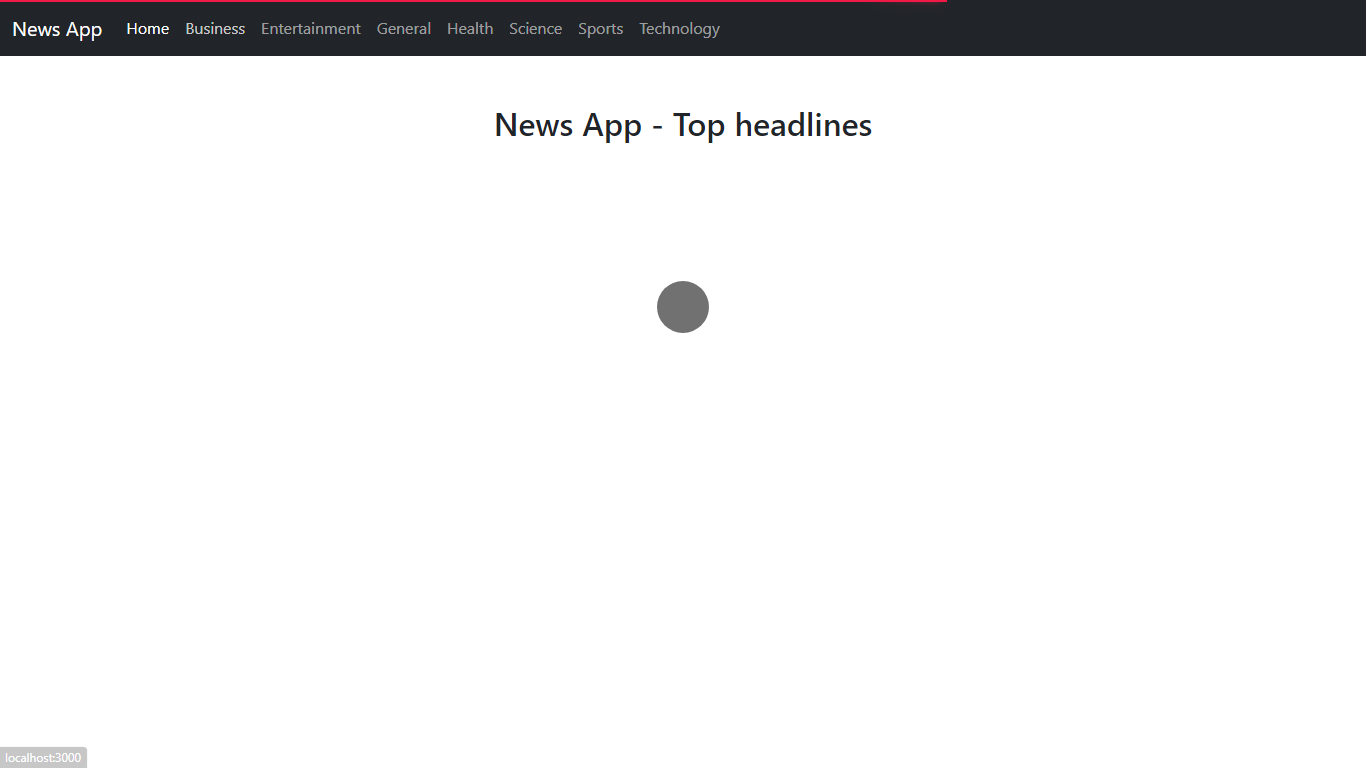 News App Home Business Entertainment General Health Science Sports Technology
News App - Top headlines
localhost:3000